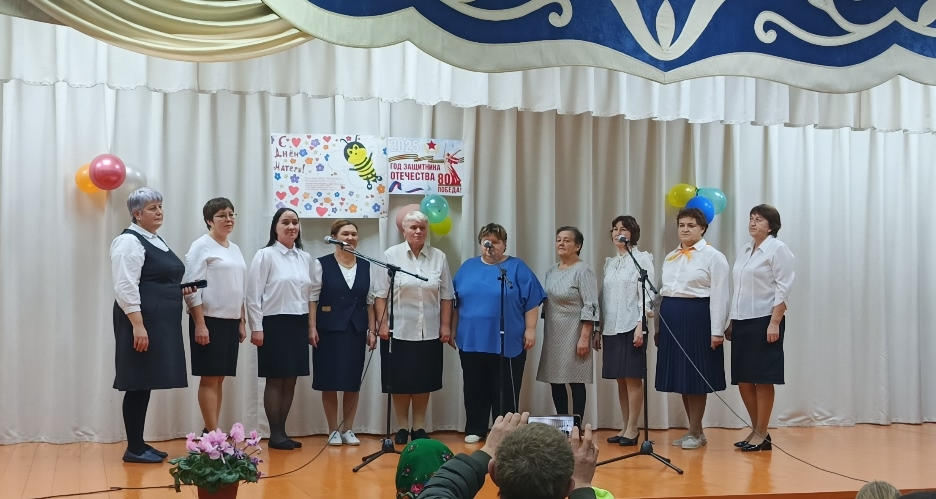 С
Днём
Матери!
2025
ГОД ЗАЩИТНИКА
ОТЕЧЕСТВА
80
ПОБЕДА!